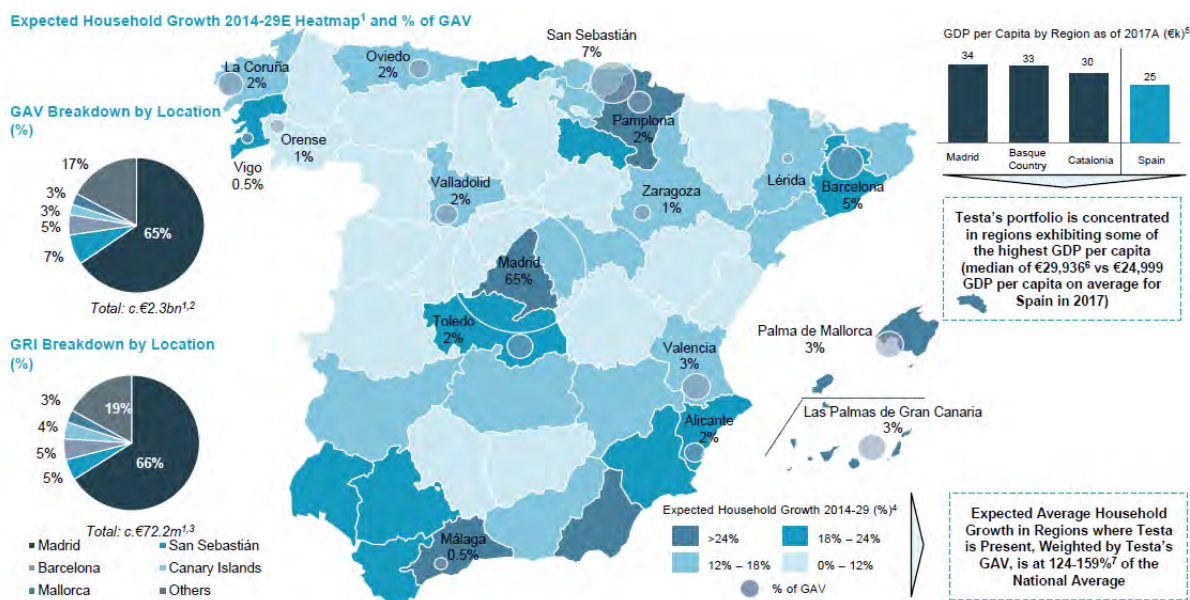 Expected Household Growth 2014-29E Heatmap¹ and % of GAV
GAV Breakdown by Location
(%)
17%
3%
3%
5%
7%
65%
Total: c.€2.3bn¹,²
GRI Breakdown by Location
(%)
3%
19%
4%
5%
5%
66%
Total: c.€72.2m¹,³
Madrid
San Sebastián
Barcelona
Canary Islands
Mallorca
Others
La Coruña
2%
Oviedo
2%
San Sebastián
7%
Pamplona
2%
Orense
1%
Vigo
0.5%
Valladolid
2%
Zaragoza
1%
Lérida
Barcelona
5%
Madrid
65%
Toledo
2%
Valencia
3%
Palma de Mallorca
3%
Las Palmas de Gran Canaria
3%
Alicante
2%
Málaga
0.5%
Expected Household Growth 2014-29 (%)⁴
>24%
18% – 24%
12% – 18%
0% – 12%
% of GAV
GDP per Capita by Region as of 2017A (€k)⁵
34
33
30
25
Madrid
Basque
Country
Catalonia
Spain
Testa's portfolio is concentrated
in regions exhibiting some
of the highest GDP per capita
(median of €29,936⁶ vs €24,999
GDP per capita on average for
Spain in 2017)
Expected Average Household
Growth in Regions where Testa
is Present, Weighted by Testa's
GAV, is at 124-159%⁷ of the
National Average